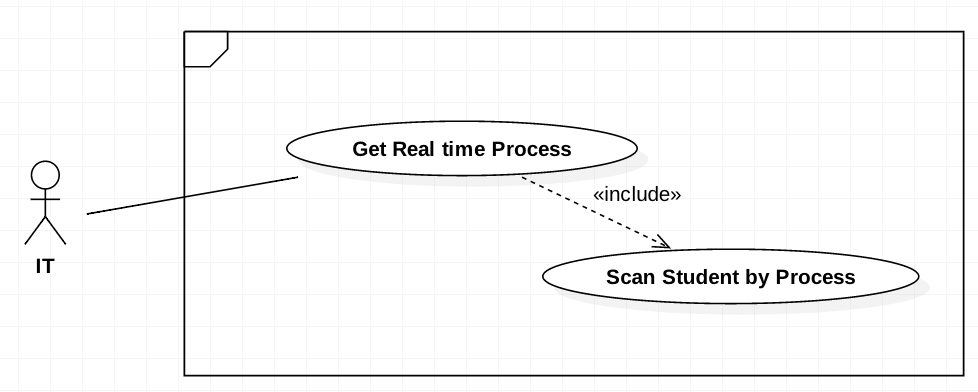 Get Real time Process
«include»
IT
Scan Student by Process